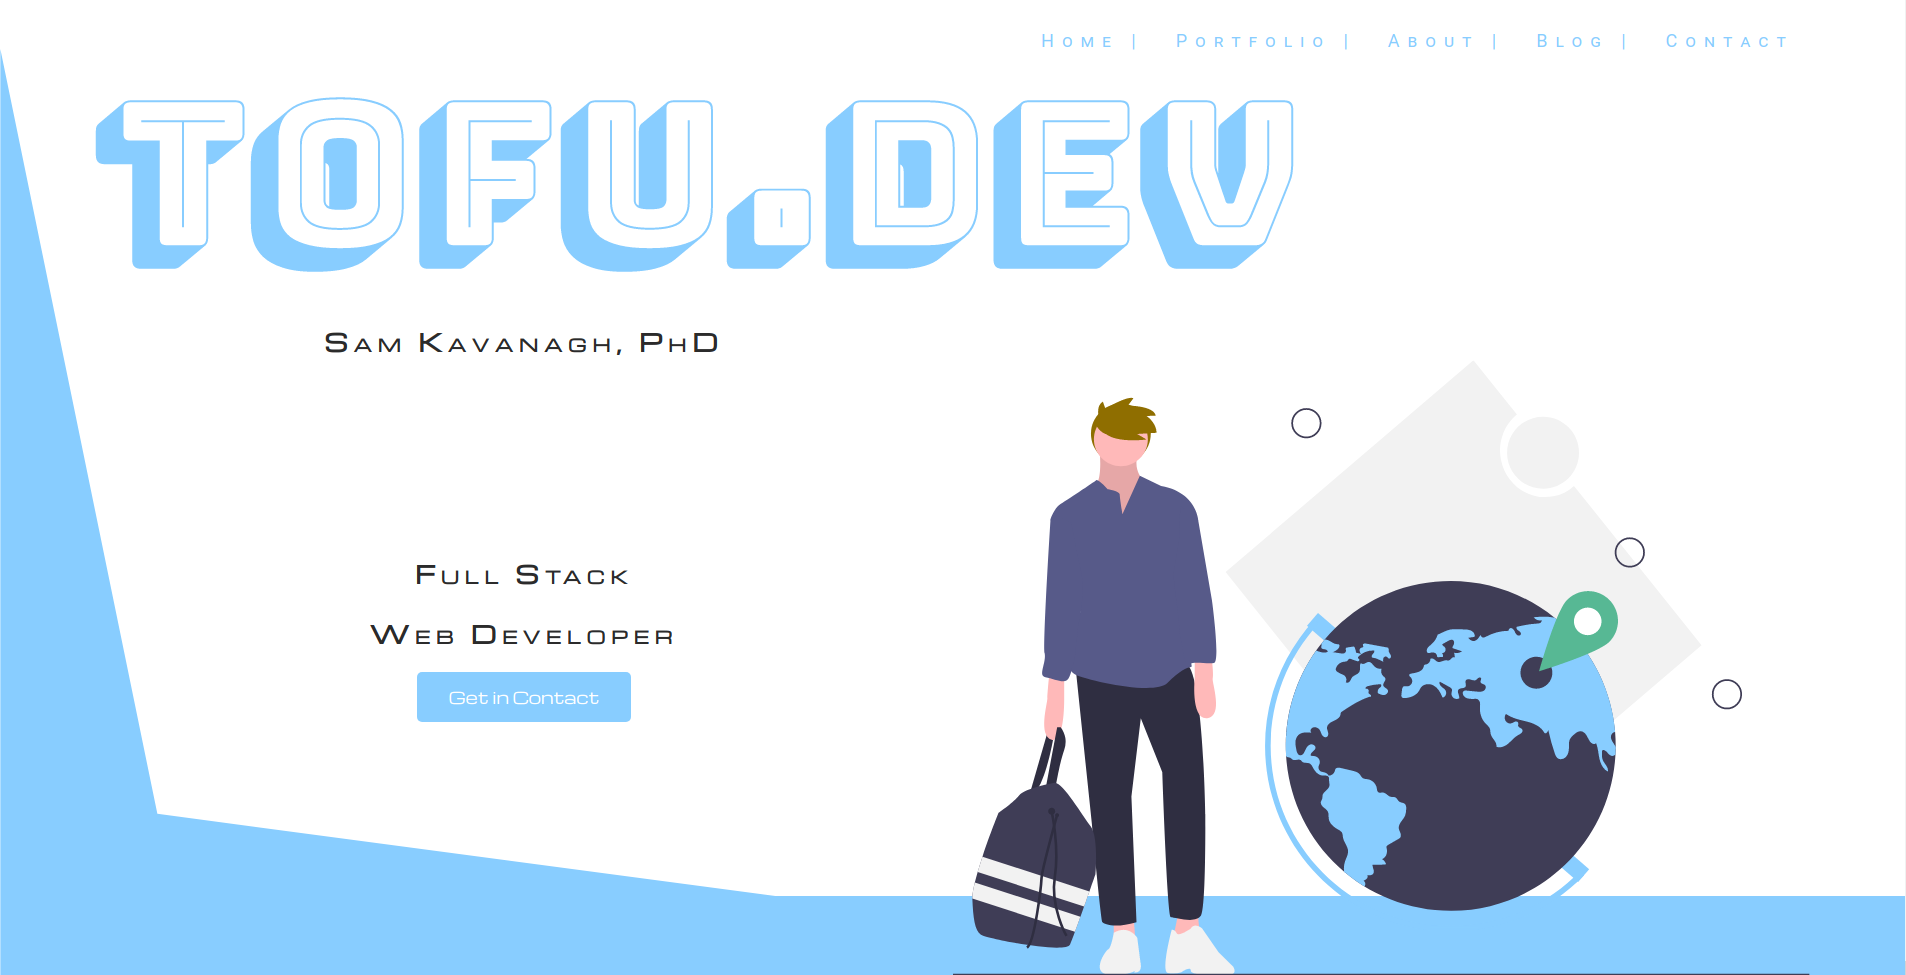 Home | Portfolio | About | Blog | Contact
TOFU.DEV
Sam Kavanagh, PhD
Full Stack
Web Developer
Get in Contact